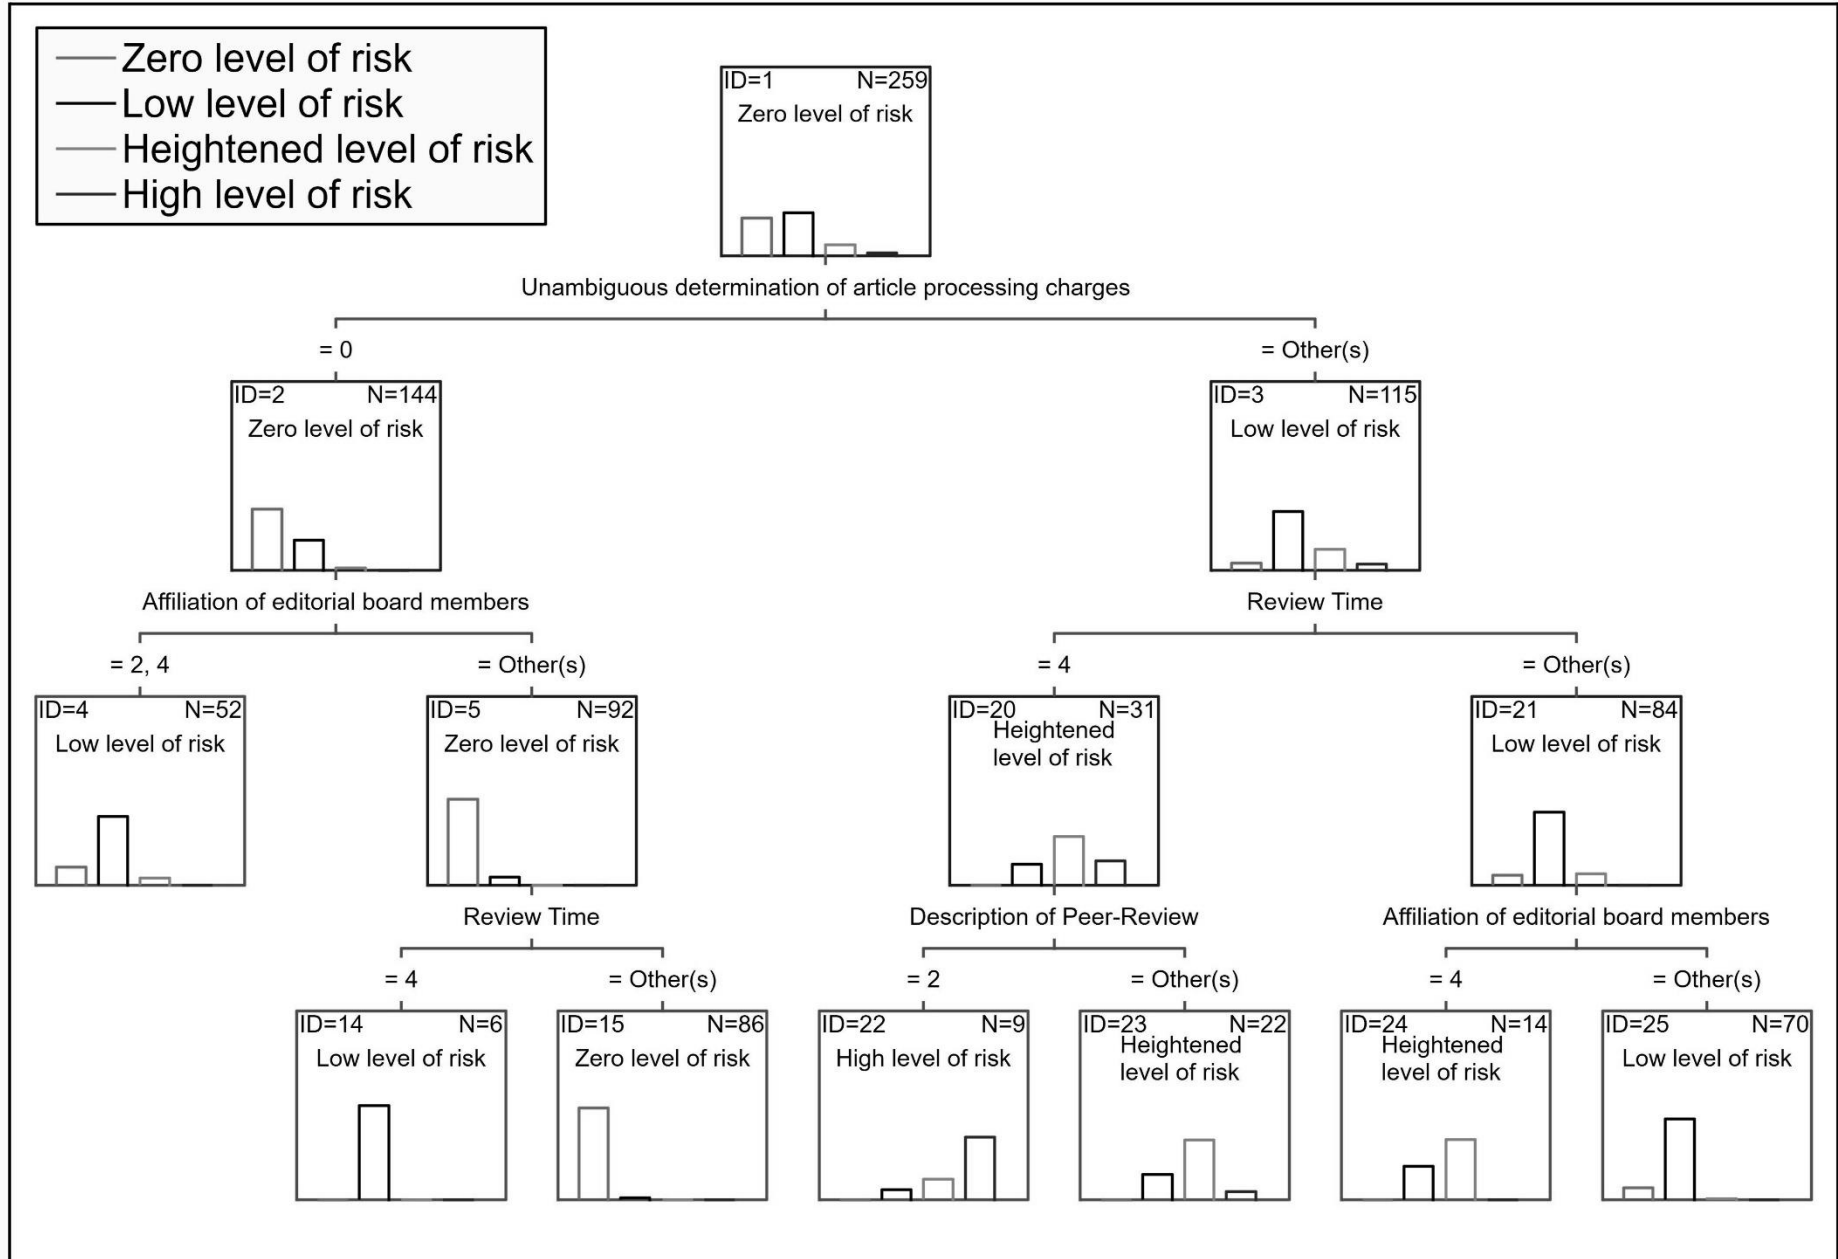 Zero level of risk
Low level of risk
Heightened level of risk
High level of risk
ID=1 N=259
Zero level of risk
Unambiguous determination of article processing charges
= 0 = Other(s)
ID=2 N=144 ID=3 N=115
Zero level of risk Low level of risk
Affiliation of editorial board members Review Time
= 2, 4 = Other(s) = 4 = Other(s)
ID=4 N=52 ID=5 N=92 ID=20 N=31 ID=21 N=84
Low level of risk Zero level of risk Heightened level of risk Low level of risk
Review Time Description of Peer-Review Affiliation of editorial board members
= 4 = Other(s) = 2 = Other(s) = 4 = Other(s)
ID=14 N=6 ID=15 N=86 ID=22 N=9 ID=23 N=22 ID=24 N=14 ID=25 N=70
Low level of risk Zero level of risk High level of risk Heightened level of risk Heightened level of risk Low level of risk